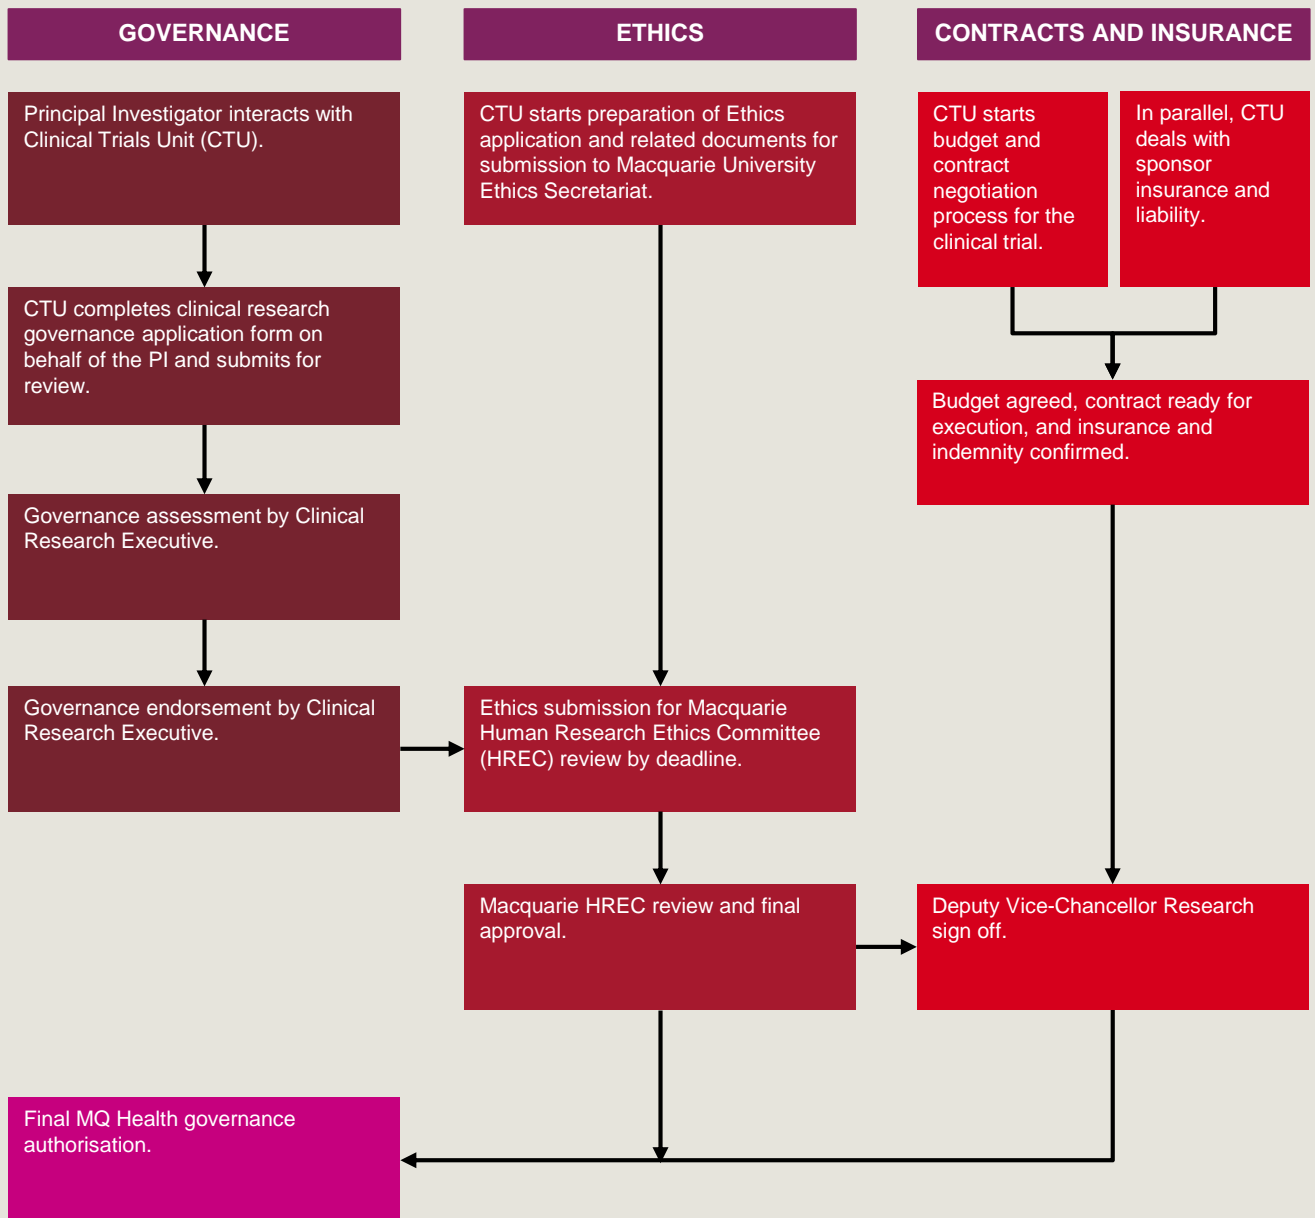 GOVERNANCE
Principal Investigator interacts with
Clinical Trials Unit (CTU).
CTU completes clinical research
governance application form on
behalf of the PI and submits for
review.
Governance assessment by Clinical
Research Executive.
Governance endorsement by Clinical
Research Executive.
ETHICS
CTU starts preparation of Ethics
application and related documents for
submission to Macquarie University
Ethics Secretariat.
Ethics submission for Macquarie
Human Research Ethics Committee
(HREC) review by deadline.
Macquarie HREC review and final
approval.
CONTRACTS AND INSURANCE
CTU starts
budget and
contract
negotiation
process for the
clinical trial.
In parallel, CTU
deals with
sponsor
insurance and
liability.
Budget agreed, contract ready for
execution, and insurance and
indemnity confirmed.
Deputy Vice-Chancellor Research
sign off.
Final MQ Health governance
authorisation.